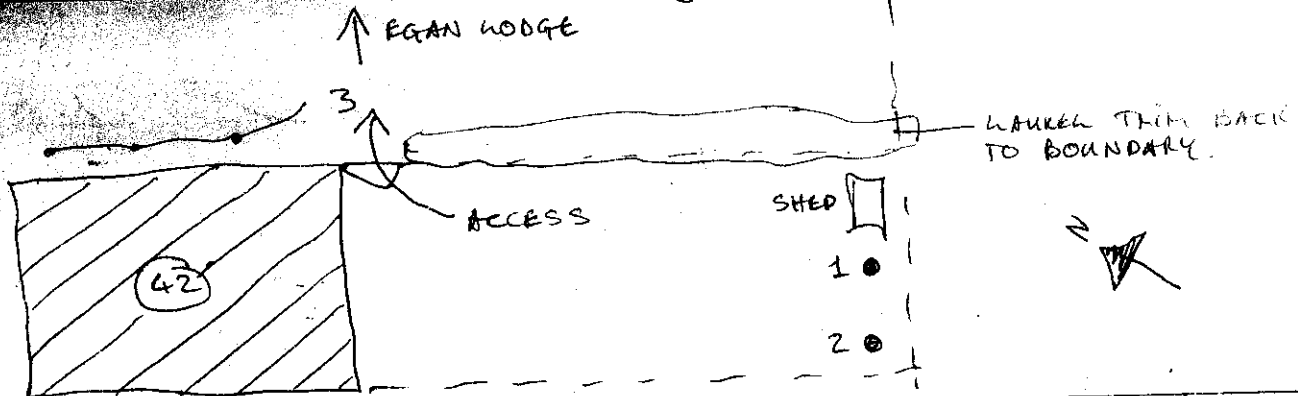 EGAN LODGE
3
LAUREL TRIM BACK
TO BOUNDARY.
ACCESS
SHED
42
1
2
N